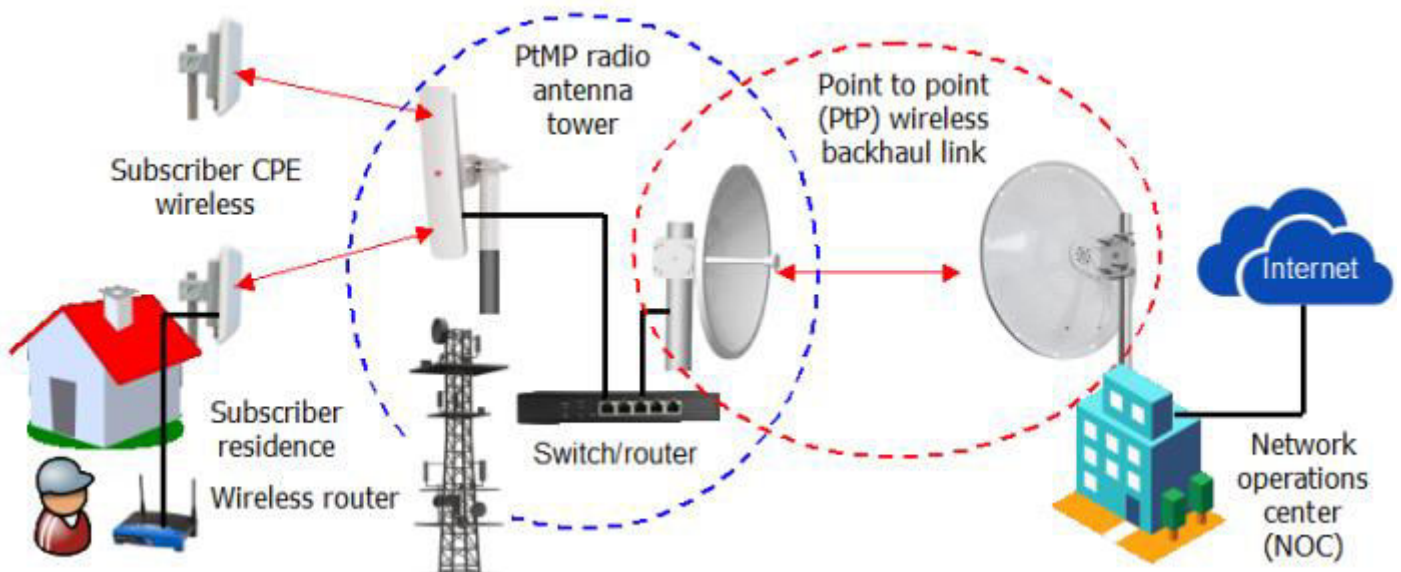 PtMP radio
antenna
tower
Point to point
(PtP) wireless
backhaul link
Subscriber CPE
wireless
Internet
Subscriber
residence
Switch/router
Wireless router
Network
operations
center
(NOC)